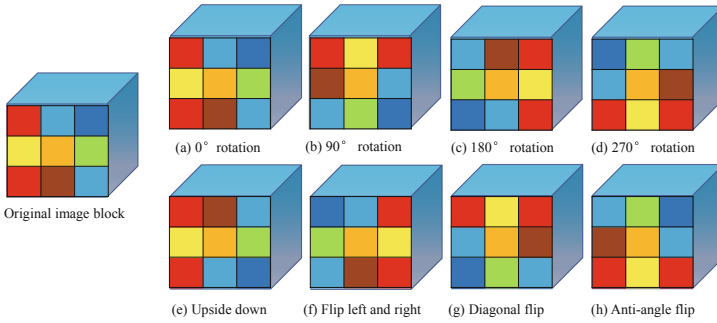 (a) 0° rotation
(b) 90° rotation
(c) 180° rotation
(d) 270° rotation
Original image block
(e) Upside down
(f) Flip left and right
(g) Diagonal flip
(h) Anti-angle flip